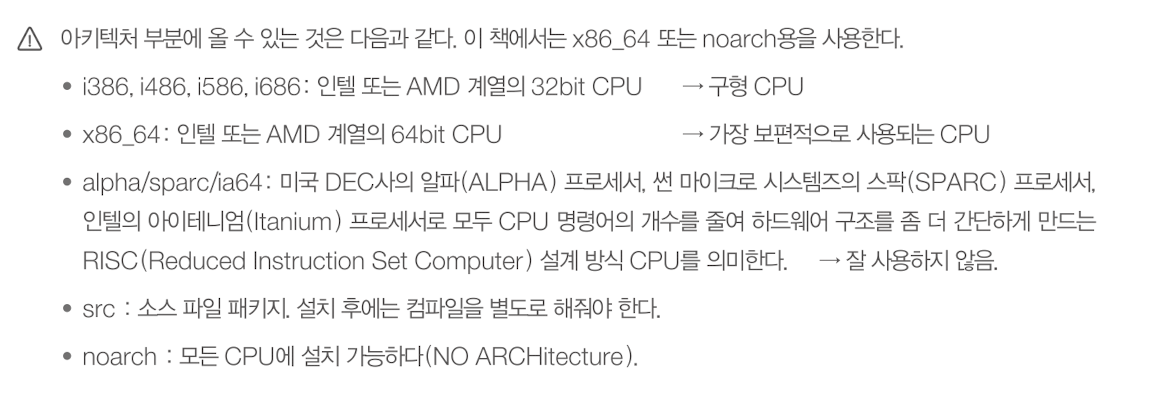 ⚠ 아키텍처 부분에 올 수 있는 것은 다음과 같다. 이 책에서는 x86_64 또는 noarch용을 사용한다.
• i386, i486, i586, i686: 인텔 또는 AMD 계열의 32bit CPU → 구형 CPU
• x86_64: 인텔 또는 AMD 계열의 64bit CPU → 가장 보편적으로 사용되는 CPU
• alpha/sparc/ia64: 미국 DEC사의 알파(ALPHA) 프로세서, 썬 마이크로 시스템즈의 스팍(SPARC) 프로세서,
인텔의 아이테니엄(Itanium) 프로세서로 모두 CPU 명령어의 개수를 줄여 하드웨어 구조를 좀 더 간단하게 만드는
RISC(Reduced Instruction Set Computer) 설계 방식 CPU를 의미한다. → 잘 사용하지 않음.
• src : 소스 파일 패키지. 설치 후에는 컴파일을 별도로 해줘야 한다.
• noarch : 모든 CPU에 설치 가능하다(NO ARCHitecture).